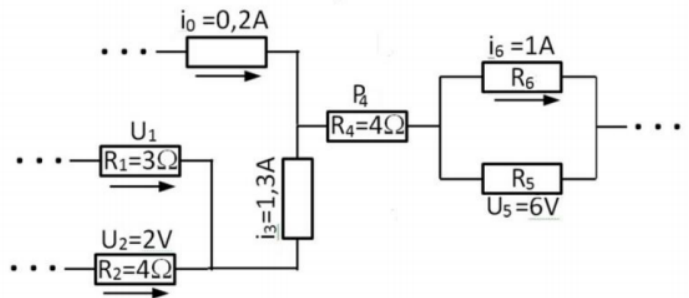 • • •
i₀ =0,2A
i₆=1A
R₆
P₄
R₄=4Ω
• • •
U₁
• • • R₁=3Ω
i₃=1,3A
R₅
U₅=6V
U₂=2V
• • • R₂=4Ω